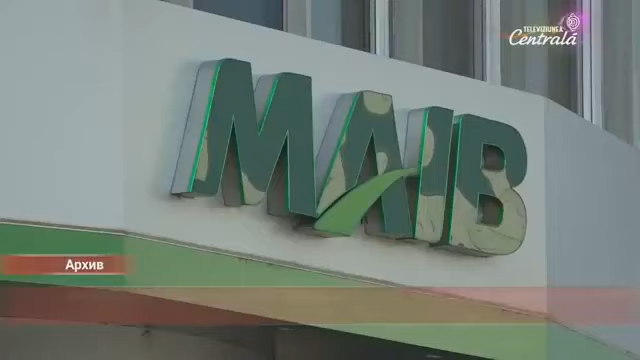 TELEVIZIUNEA
Centrală
MAIB
Архив